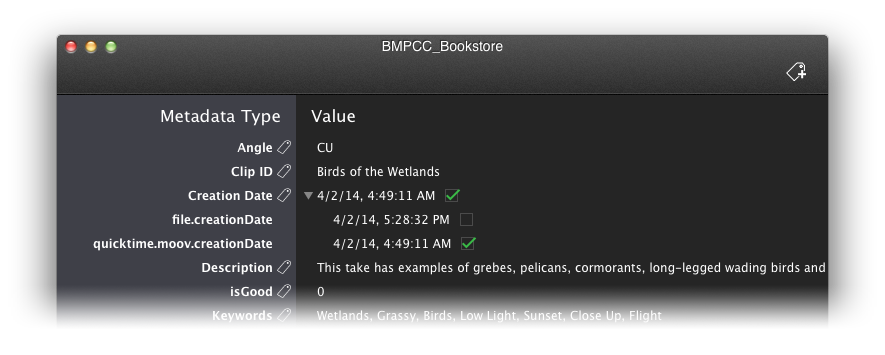 BMPCC_Bookstore
Metadata Type Value
Angle CU
Clip ID Birds of the Wetlands
Creation Date 4/2/14, 4:49:11 AM
file.creationDate 4/2/14, 5:28:32 PM
quicktime.moov.creationDate 4/2/14, 4:49:11 AM
Description This take has examples of grebes, pelicans, cormorants, long-legged wading birds and
isGood 0
Keywords Wetlands, Grassy, Birds, Low Light, Sunset, Close Up, Flight